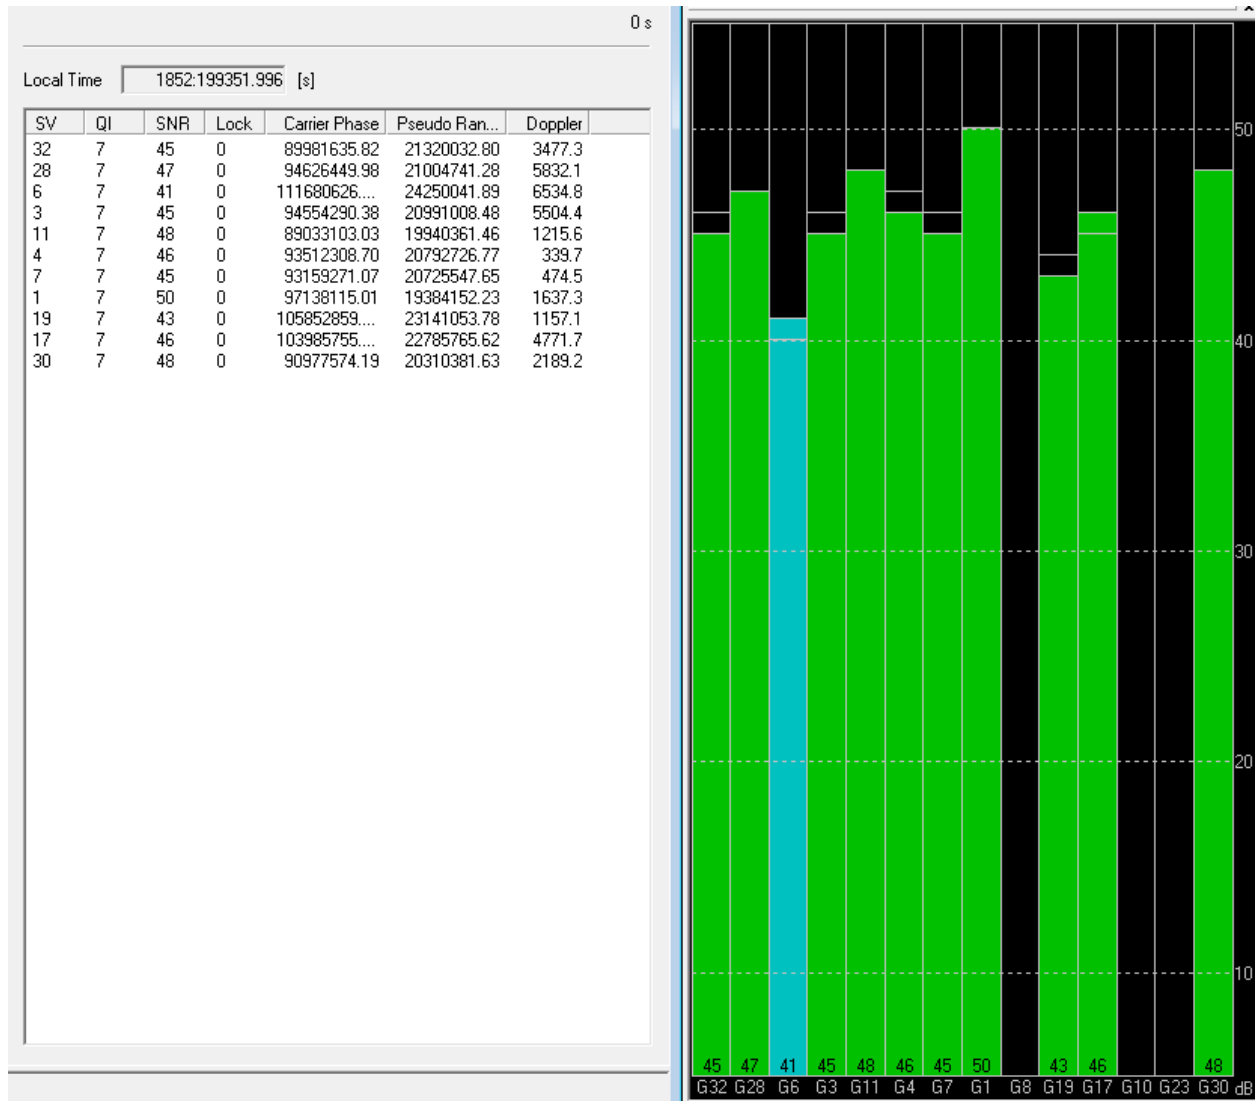 0 s
Local Time 1852:199351.996 [s]
SV QI SNR Lock Carrier Phase Pseudo Ran... Doppler
32 7 45 0 89981635.82 21320032.80 3477.3
28 7 47 0 94626449.98 21004741.28 5832.1
6 7 41 0 111680626.... 24250041.89 6534.8
3 7 45 0 94554290.38 20991008.48 5504.4
11 7 48 0 89033103.03 19940361.46 1215.6
4 7 46 0 93512308.70 20792726.77 339.7
7 7 45 0 93159271.07 20725547.65 474.5
1 7 50 0 97138115.01 19384152.23 1637.3
19 7 43 0 105852859.... 23141053.78 1157.1
17 7 46 0 103985755.... 22785765.62 4771.7
30 7 48 0 90977574.19 20310381.63 2189.2
50
40
30
20
10
45 47 41 45 48 46 45 50 43 46 48
G32 G28 G6 G3 G11 G4 G7 G1 G8 G19 G17 G10 G23 G30 dB